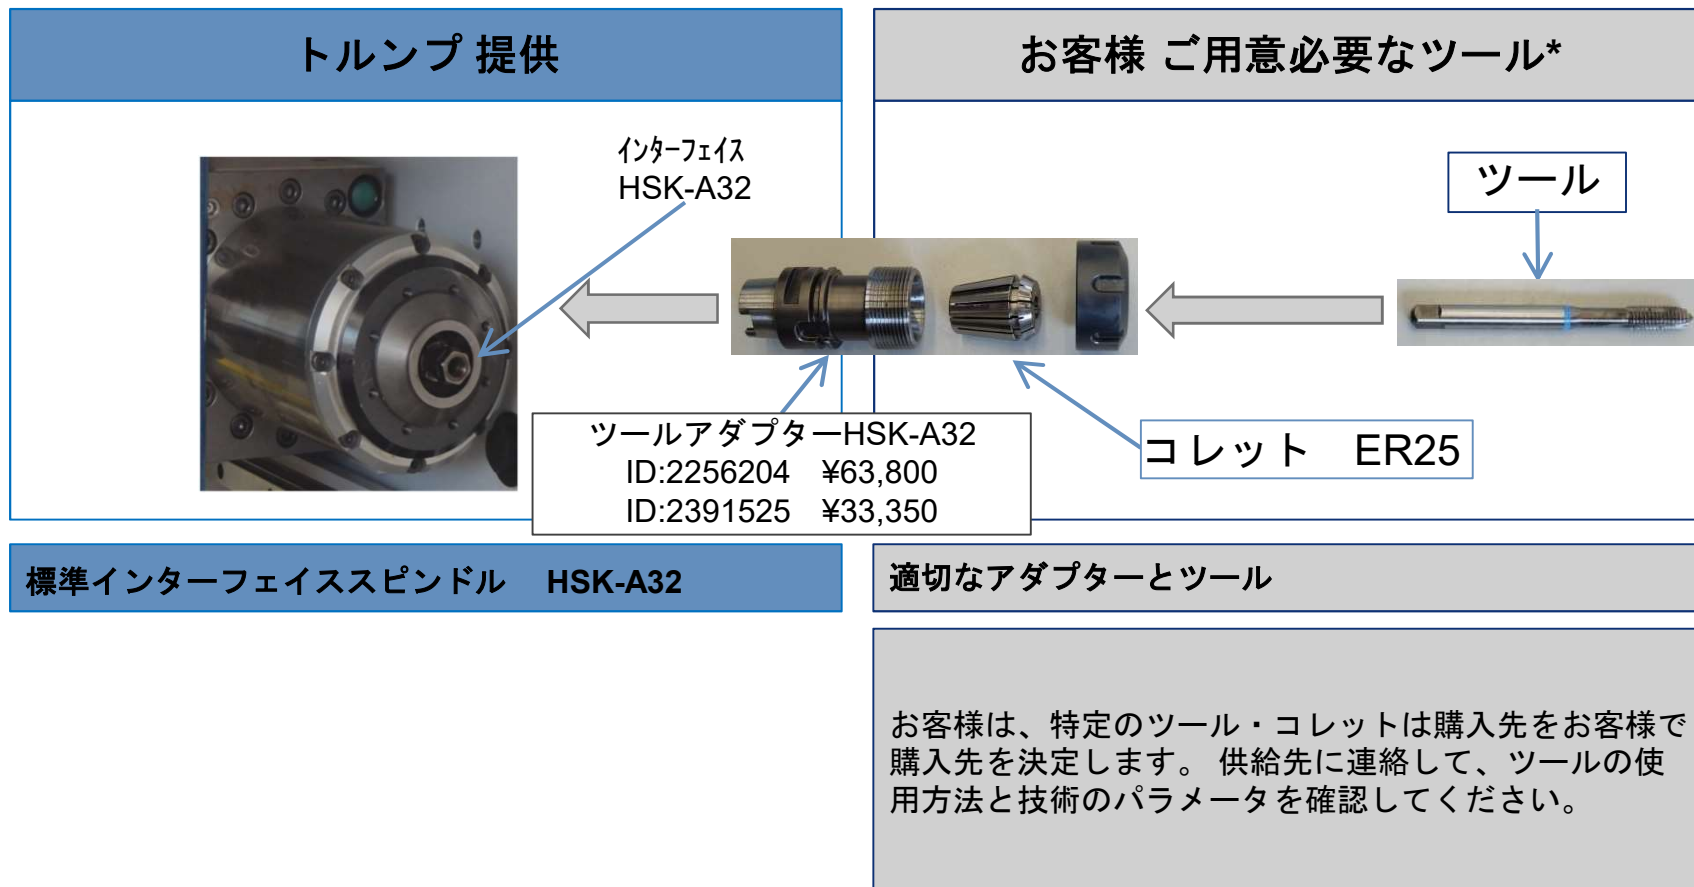 トルンプ 提供
お客様 ご用意必要なツール*
ｲﾝﾀｰﾌｪｲｽ
HSK-A32
ツール
ツールアダプターHSK-A32
ID:2256204　¥63,800
ID:2391525　¥33,350
コレット　ER25
標準インターフェイススピンドル　HSK-A32
適切なアダプターとツール
お客様は、特定のツール・コレットは購入先をお客様で
購入先を決定します。 供給先に連絡して、ツールの使
用方法と技術のパラメータを確認してください。